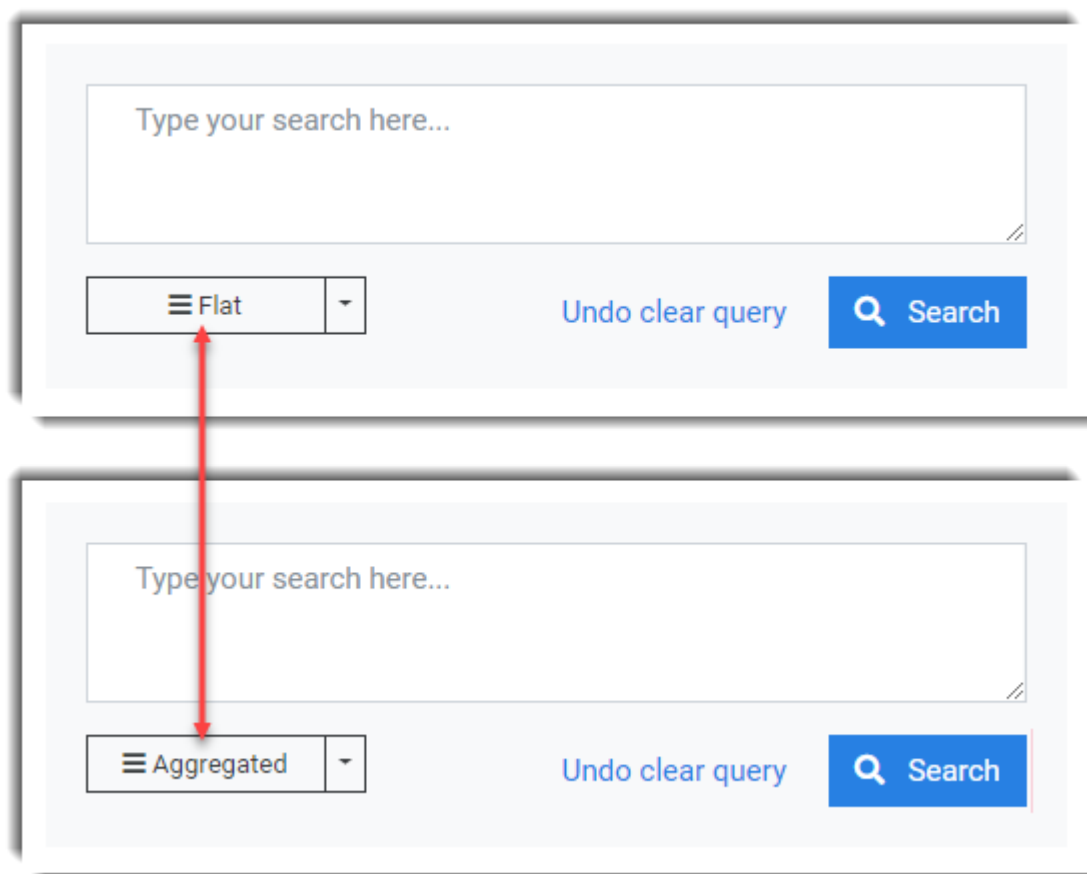 Type your search here...
Flat
Undo clear query
Search
Type your search here...
Aggregated
Undo clear query
Search